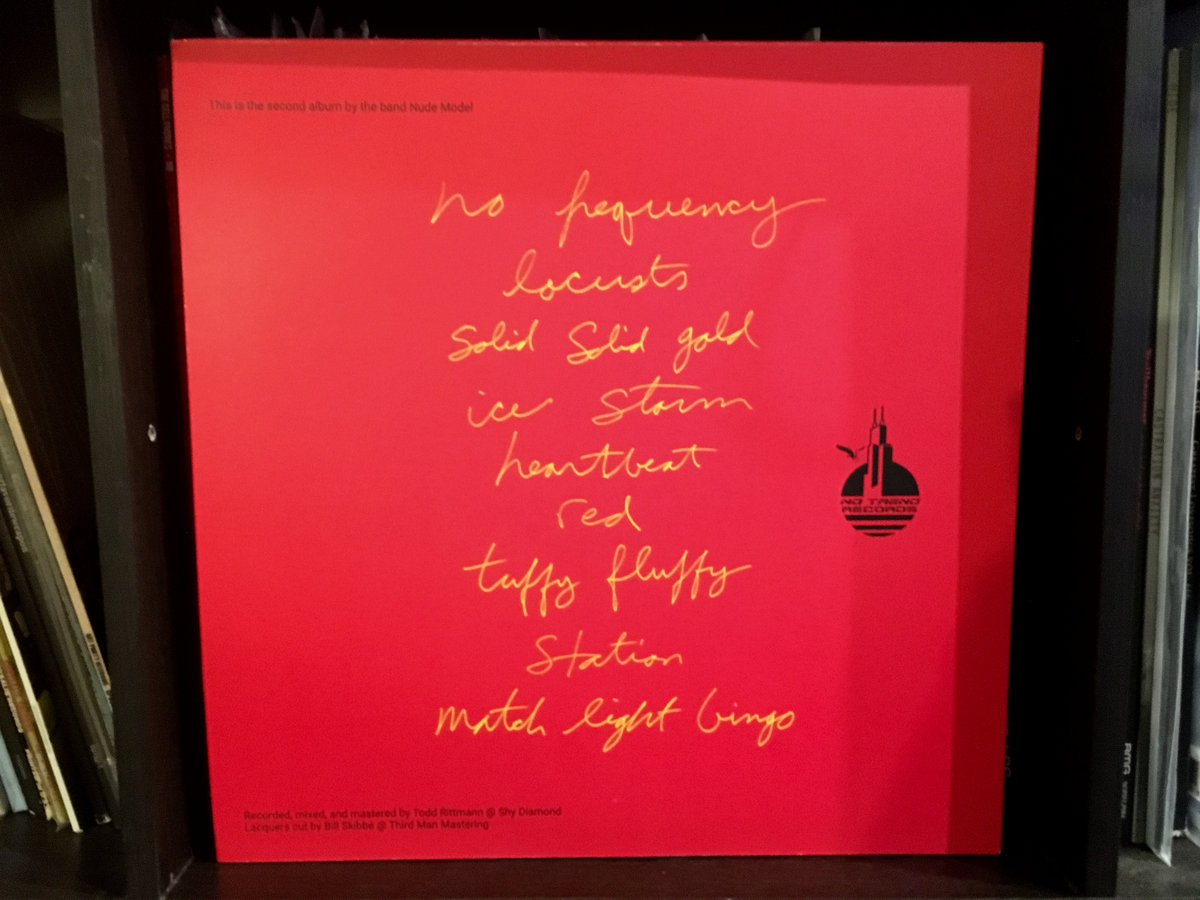 This is the second album by the band Nude Model
no frequency
locusts
solid solid gold
ice storm
heartbeat
red
tuffy fluffy
station
match light bingo
NO TREND
RECORDS
Recorded, mixed, and mastered by Todd Rittmann @ Shy Diamond
Lacquers cut by Bill Skibbe @ Third Man Mastering